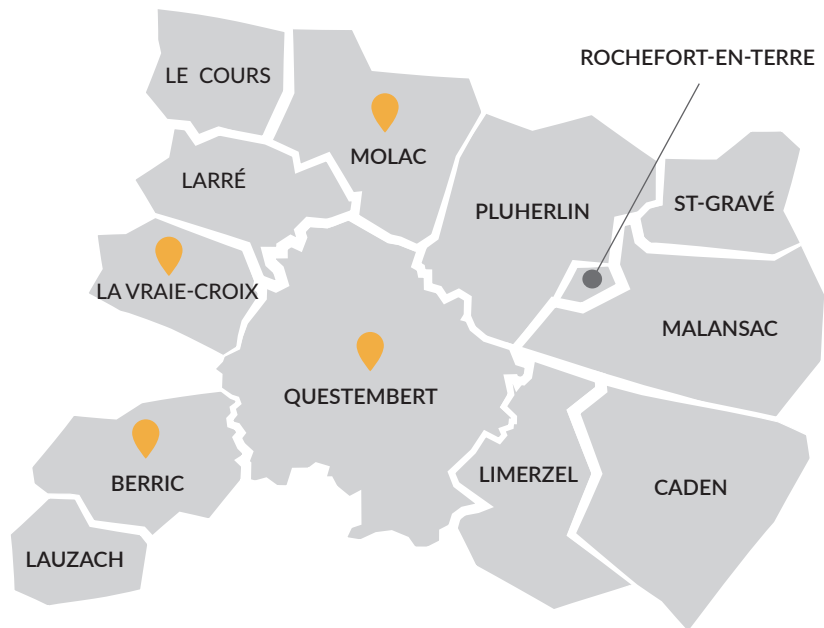 ROCHEFORT-EN-TERRE
LE COURS
MOLAC
LARRÉ
ST-GRAVÉ
PLUHERLIN
LA VRAIE-CROIX
MALANSAC
QUESTEMBERT
LIMERZEL
BERRIC
CADEN
LAUZACH